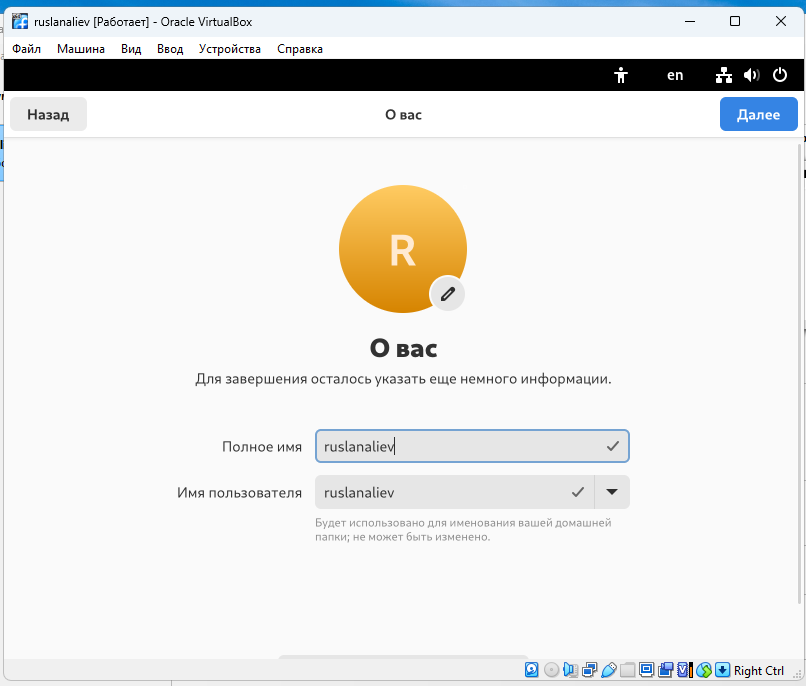 ruslanaliev [Работает] - Oracle VirtualBox
Файл Машина Вид Ввод Устройства Справка
en
Назад О вас Далее
R
О вас
Для завершения осталось указать еще немного информации.
Полное имя ruslanaliev
Имя пользователя ruslanaliev
Будет использовано для именования вашей домашней
папки; не может быть изменено.
Right Ctrl